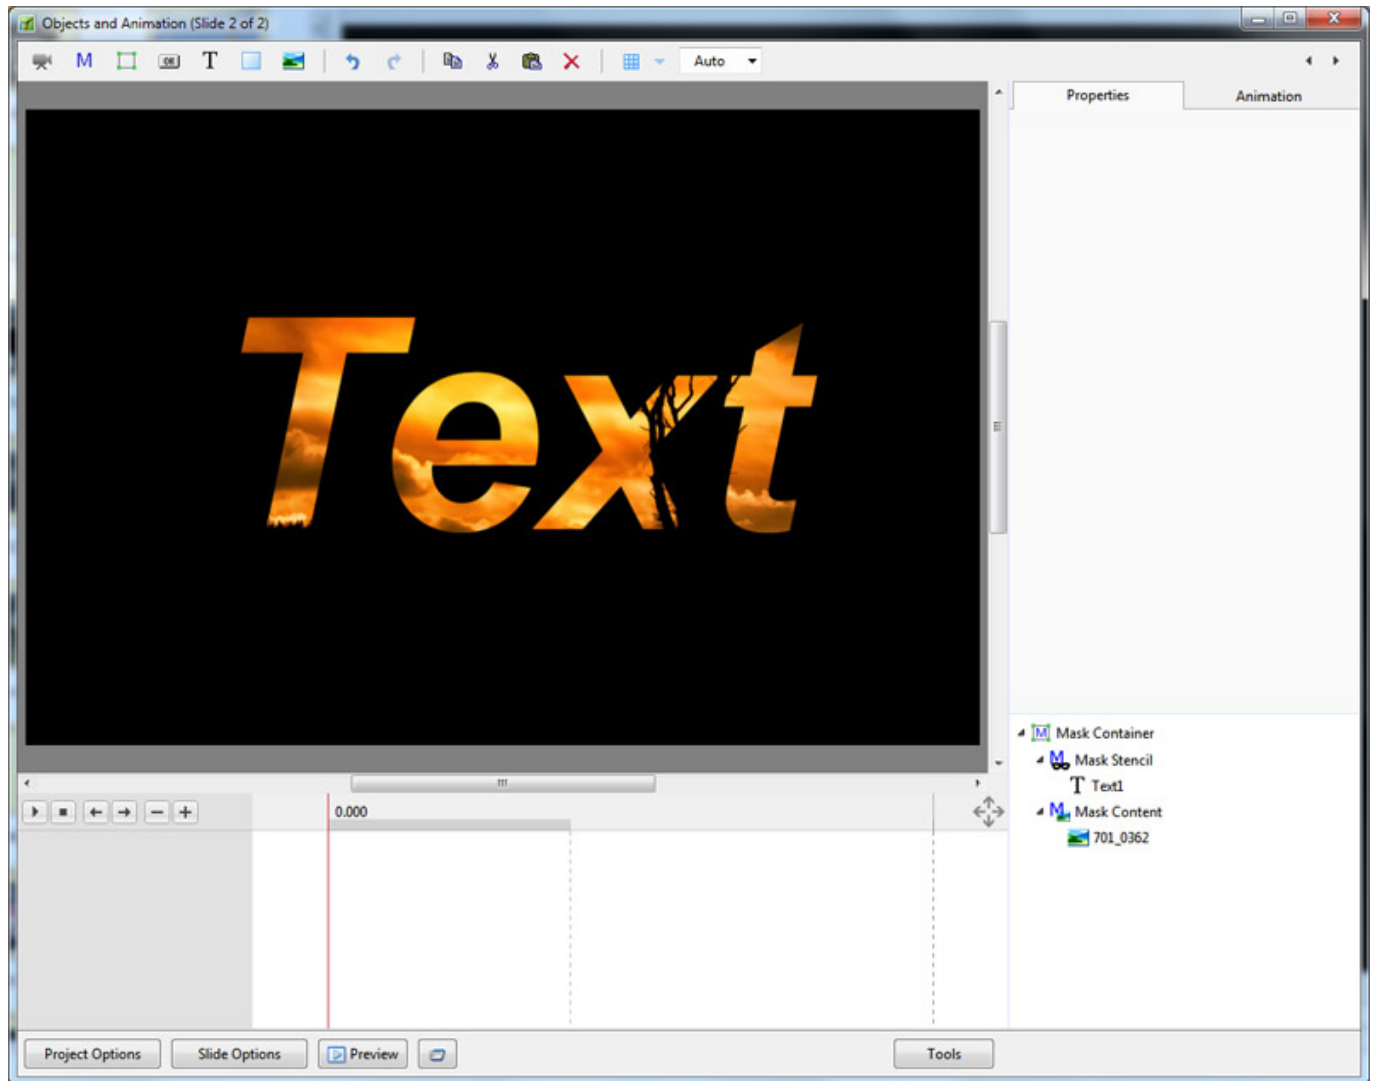 Objects and Animation (Slide 2 of 2)
M OK T Auto
Properties Animation
Text
Mask Container
Mask Stencil
T Text1
Mask Content
701_0362
0.000
Project Options Slide Options Preview Tools